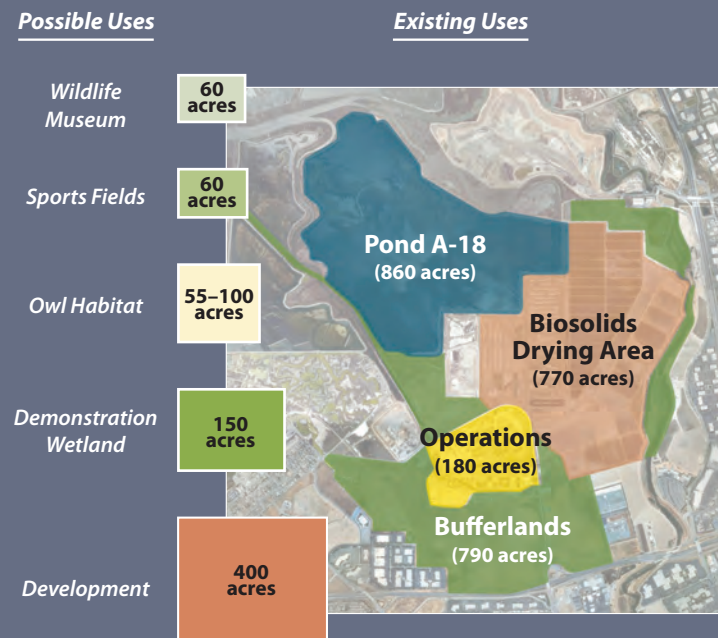 Possible Uses
Existing Uses
Wildlife
Museum
60
acres
Sports Fields
60
acres
Owl Habitat
55–100
acres
Demonstration
Wetland
150
acres
Development
400
acres
Pond A-18
(860 acres)
Biosolids
Drying Area
(770 acres)
Operations
(180 acres)
Bufferlands
(790 acres)